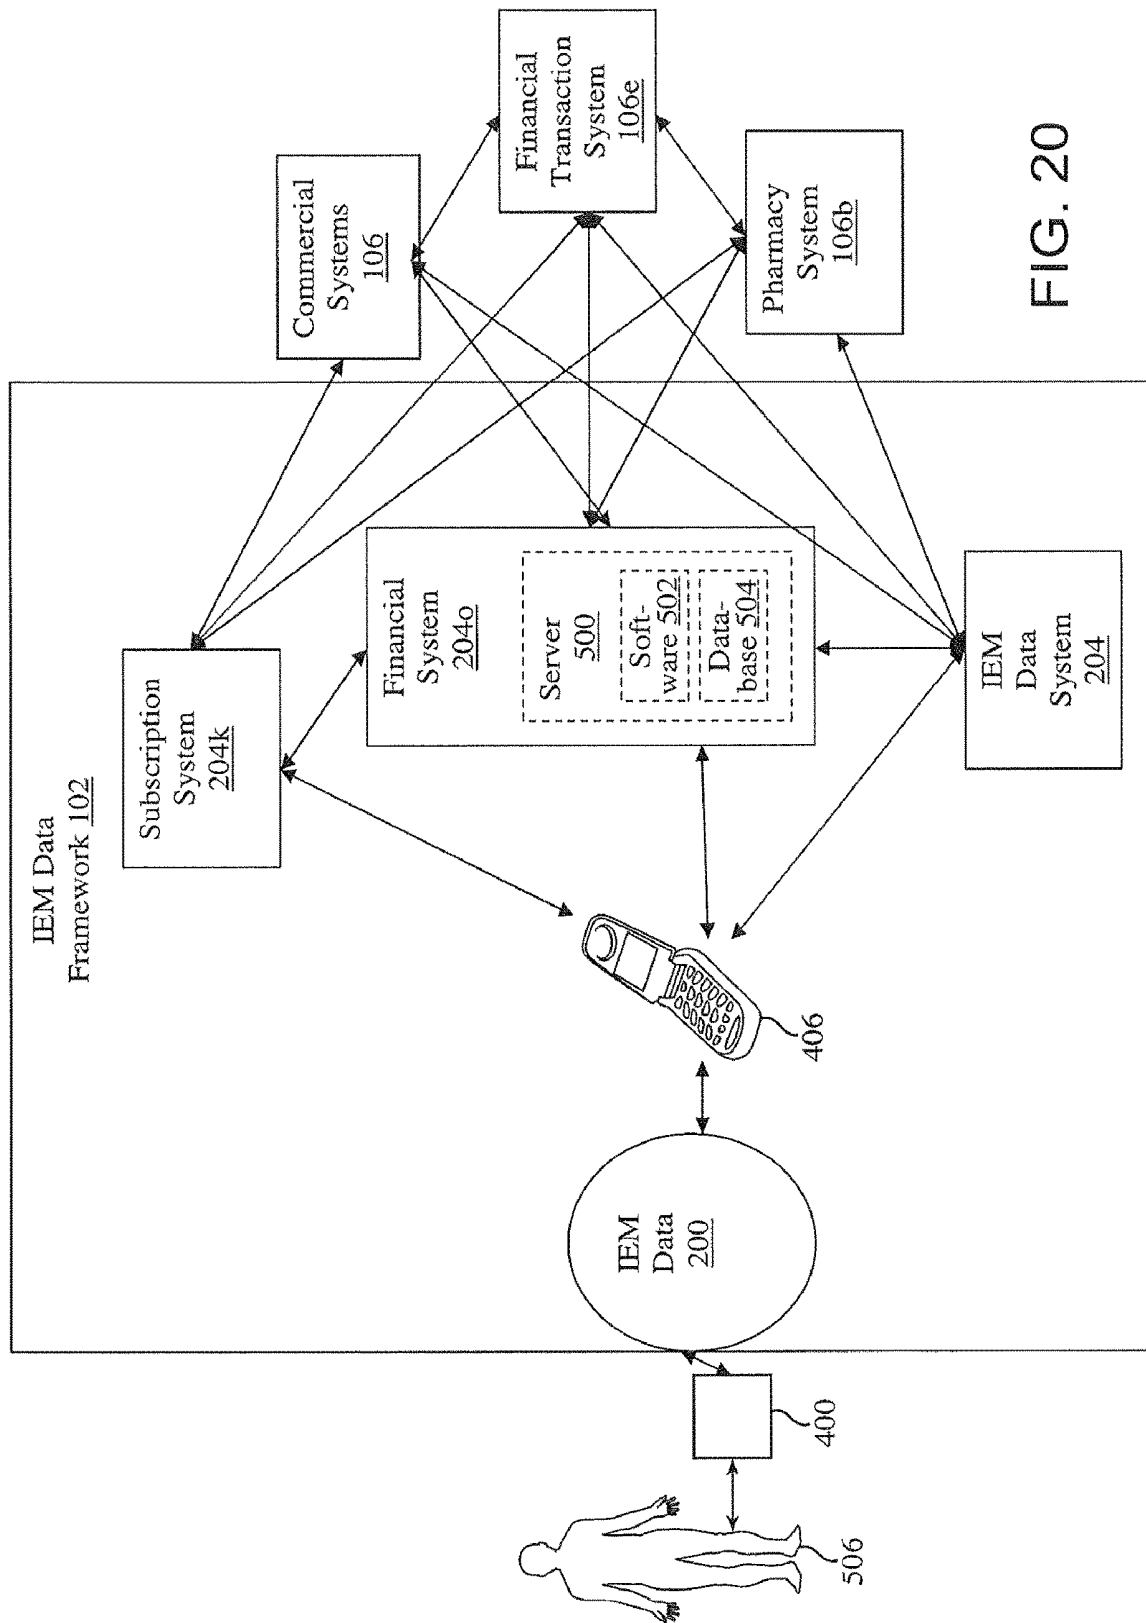 IEM Data
Framework 102
Subscription
System
204k
Commercial
Systems
106
Financial
Transaction
System
106e
Financial
System
204o
Server
500
Soft-
ware 502
Data-
base 504
Pharmacy
System
106b
IEM
Data
System
204
IEM
Data
200
406
400
506
FIG. 20